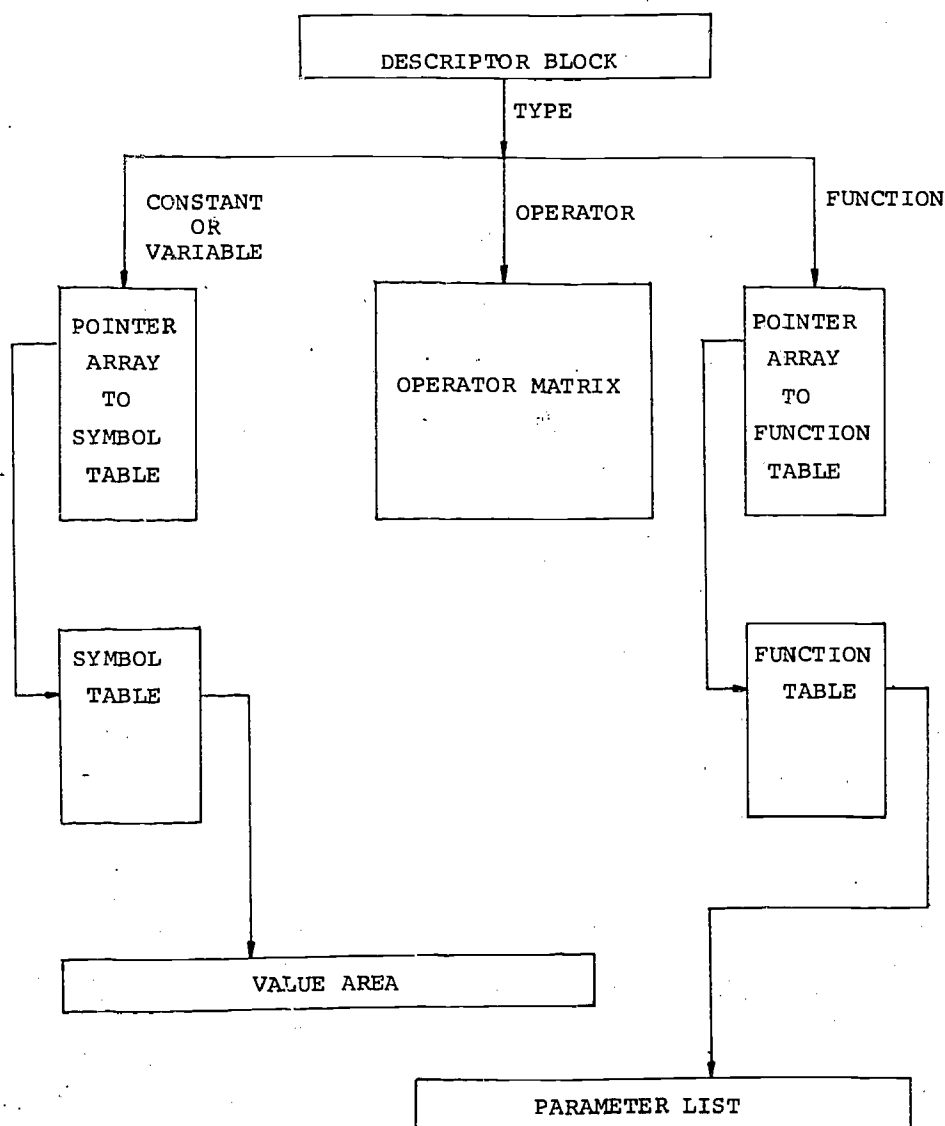 DESCRIPTOR BLOCK
TYPE
CONSTANT
OR
VARIABLE
OPERATOR
FUNCTION
POINTER
ARRAY
TO
SYMBOL
TABLE
OPERATOR MATRIX
POINTER
ARRAY
TO
FUNCTION
TABLE
SYMBOL
TABLE
FUNCTION
TABLE
VALUE AREA
PARAMETER LIST